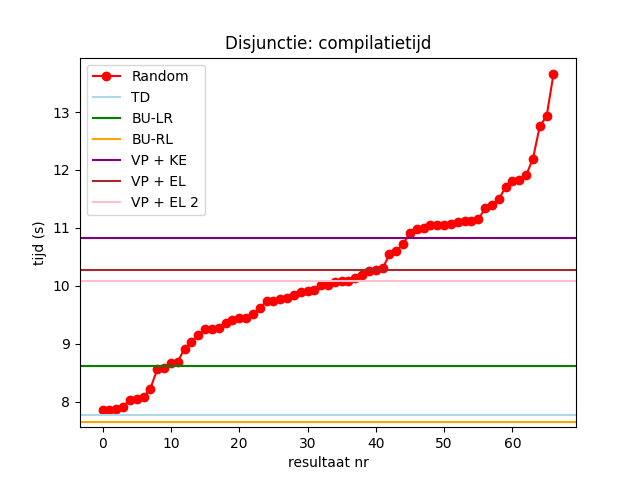 Disjunctie: compilatietijd
Random
TD
BU-LR
BU-RL
VP + KE
VP + EL
VP + EL 2
tijd (s)
13
12
11
10
9
8
0 10 20 30 40 50 60
resultaat nr